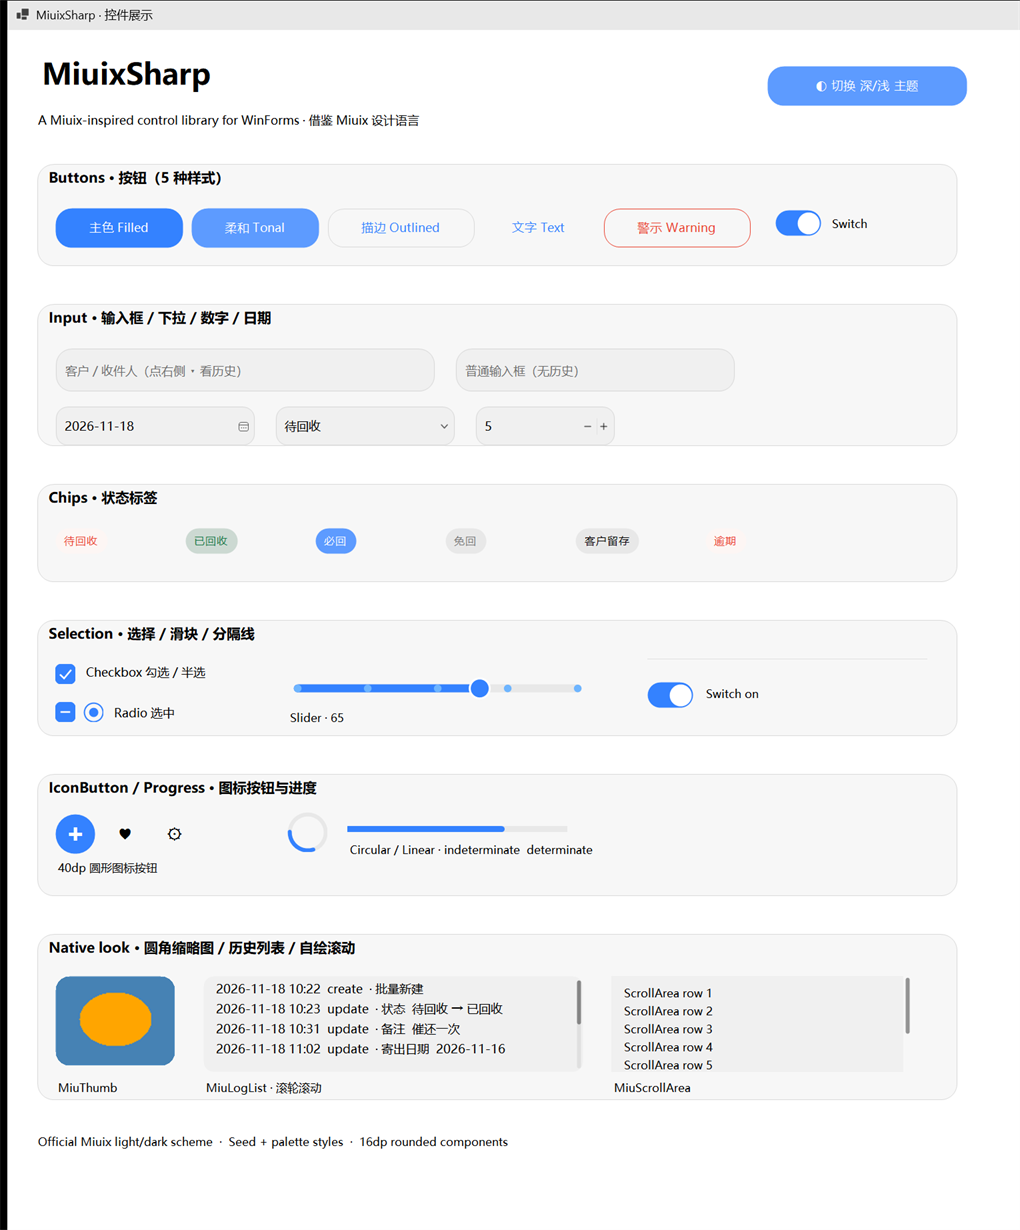 MiuixSharp · 控件展示
MiuixSharp
◐ 切换 深/浅 主题
A Miuix-inspired control library for WinForms · 借鉴 Miuix 设计语言
Buttons • 按钮（5 种样式）
主色 Filled
柔和 Tonal
描边 Outlined
文字 Text
警示 Warning
Switch
Input • 输入框 / 下拉 / 数字 / 日期
客户 / 收件人（点右侧 · 看历史）
普通输入框（无历史）
2026-11-18
待回收
5
Chips • 状态标签
待回收
已回收
必回
免回
客户留存
逾期
Selection • 选择 / 滑块 / 分隔线
Checkbox 勾选 / 半选
Radio 选中
Slider · 65
Switch on
IconButton / Progress • 图标按钮与进度
40dp 圆形图标按钮
Circular / Linear · indeterminate  determinate
Native look • 圆角缩略图 / 历史列表 / 自绘滚动
MiuThumb
2026-11-18 10:22  create  · 批量新建
2026-11-18 10:23  update  · 状态  待回收 → 已回收
2026-11-18 10:31  update  · 备注  催还一次
2026-11-18 11:02  update  · 寄出日期  2026-11-16
MiuLogList · 滚轮滚动
ScrollArea row 1
ScrollArea row 2
ScrollArea row 3
ScrollArea row 4
ScrollArea row 5
MiuScrollArea
Official Miuix light/dark scheme  ·  Seed + palette styles  ·  16dp rounded components